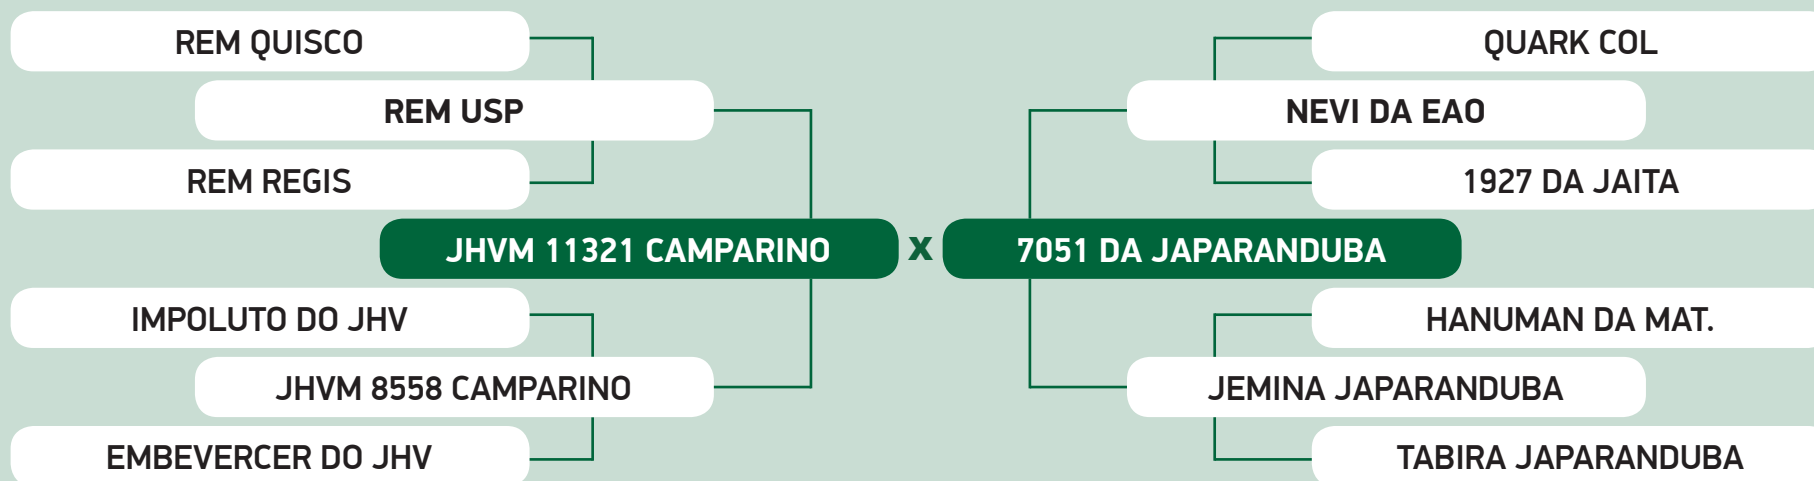 REM QUISCO
QUARK COL
REM USP
NEVI DA EAO
REM REGIS
1927 DA JAITA
JHVM 11321 CAMPARINO x 7051 DA JAPARANDUBA
IMPOLUTO DO JHV
HANUMAN DA MAT.
JHVM 8558 CAMPARINO
JEMINA JAPARANDUBA
EMBEVERCER DO JHV
TABIRA JAPARANDUBA